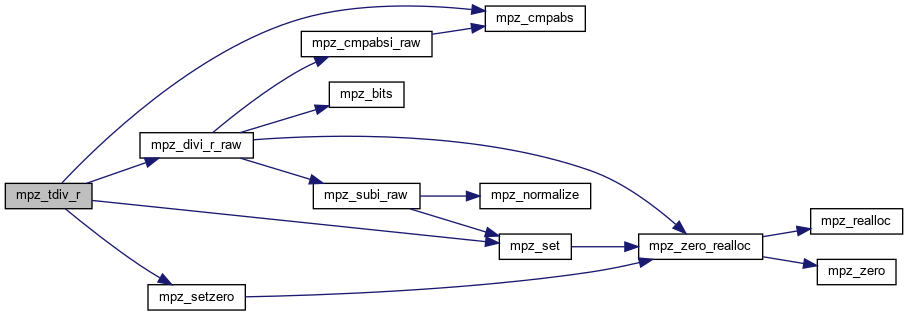 mpz_cmpabs
mpz_cmpabsi_raw
mpz_bits
mpz_divi_r_raw
mpz_tdiv_r
mpz_subi_raw
mpz_normalize
mpz_realloc
mpz_set
mpz_zero_realloc
mpz_zero
mpz_setzero